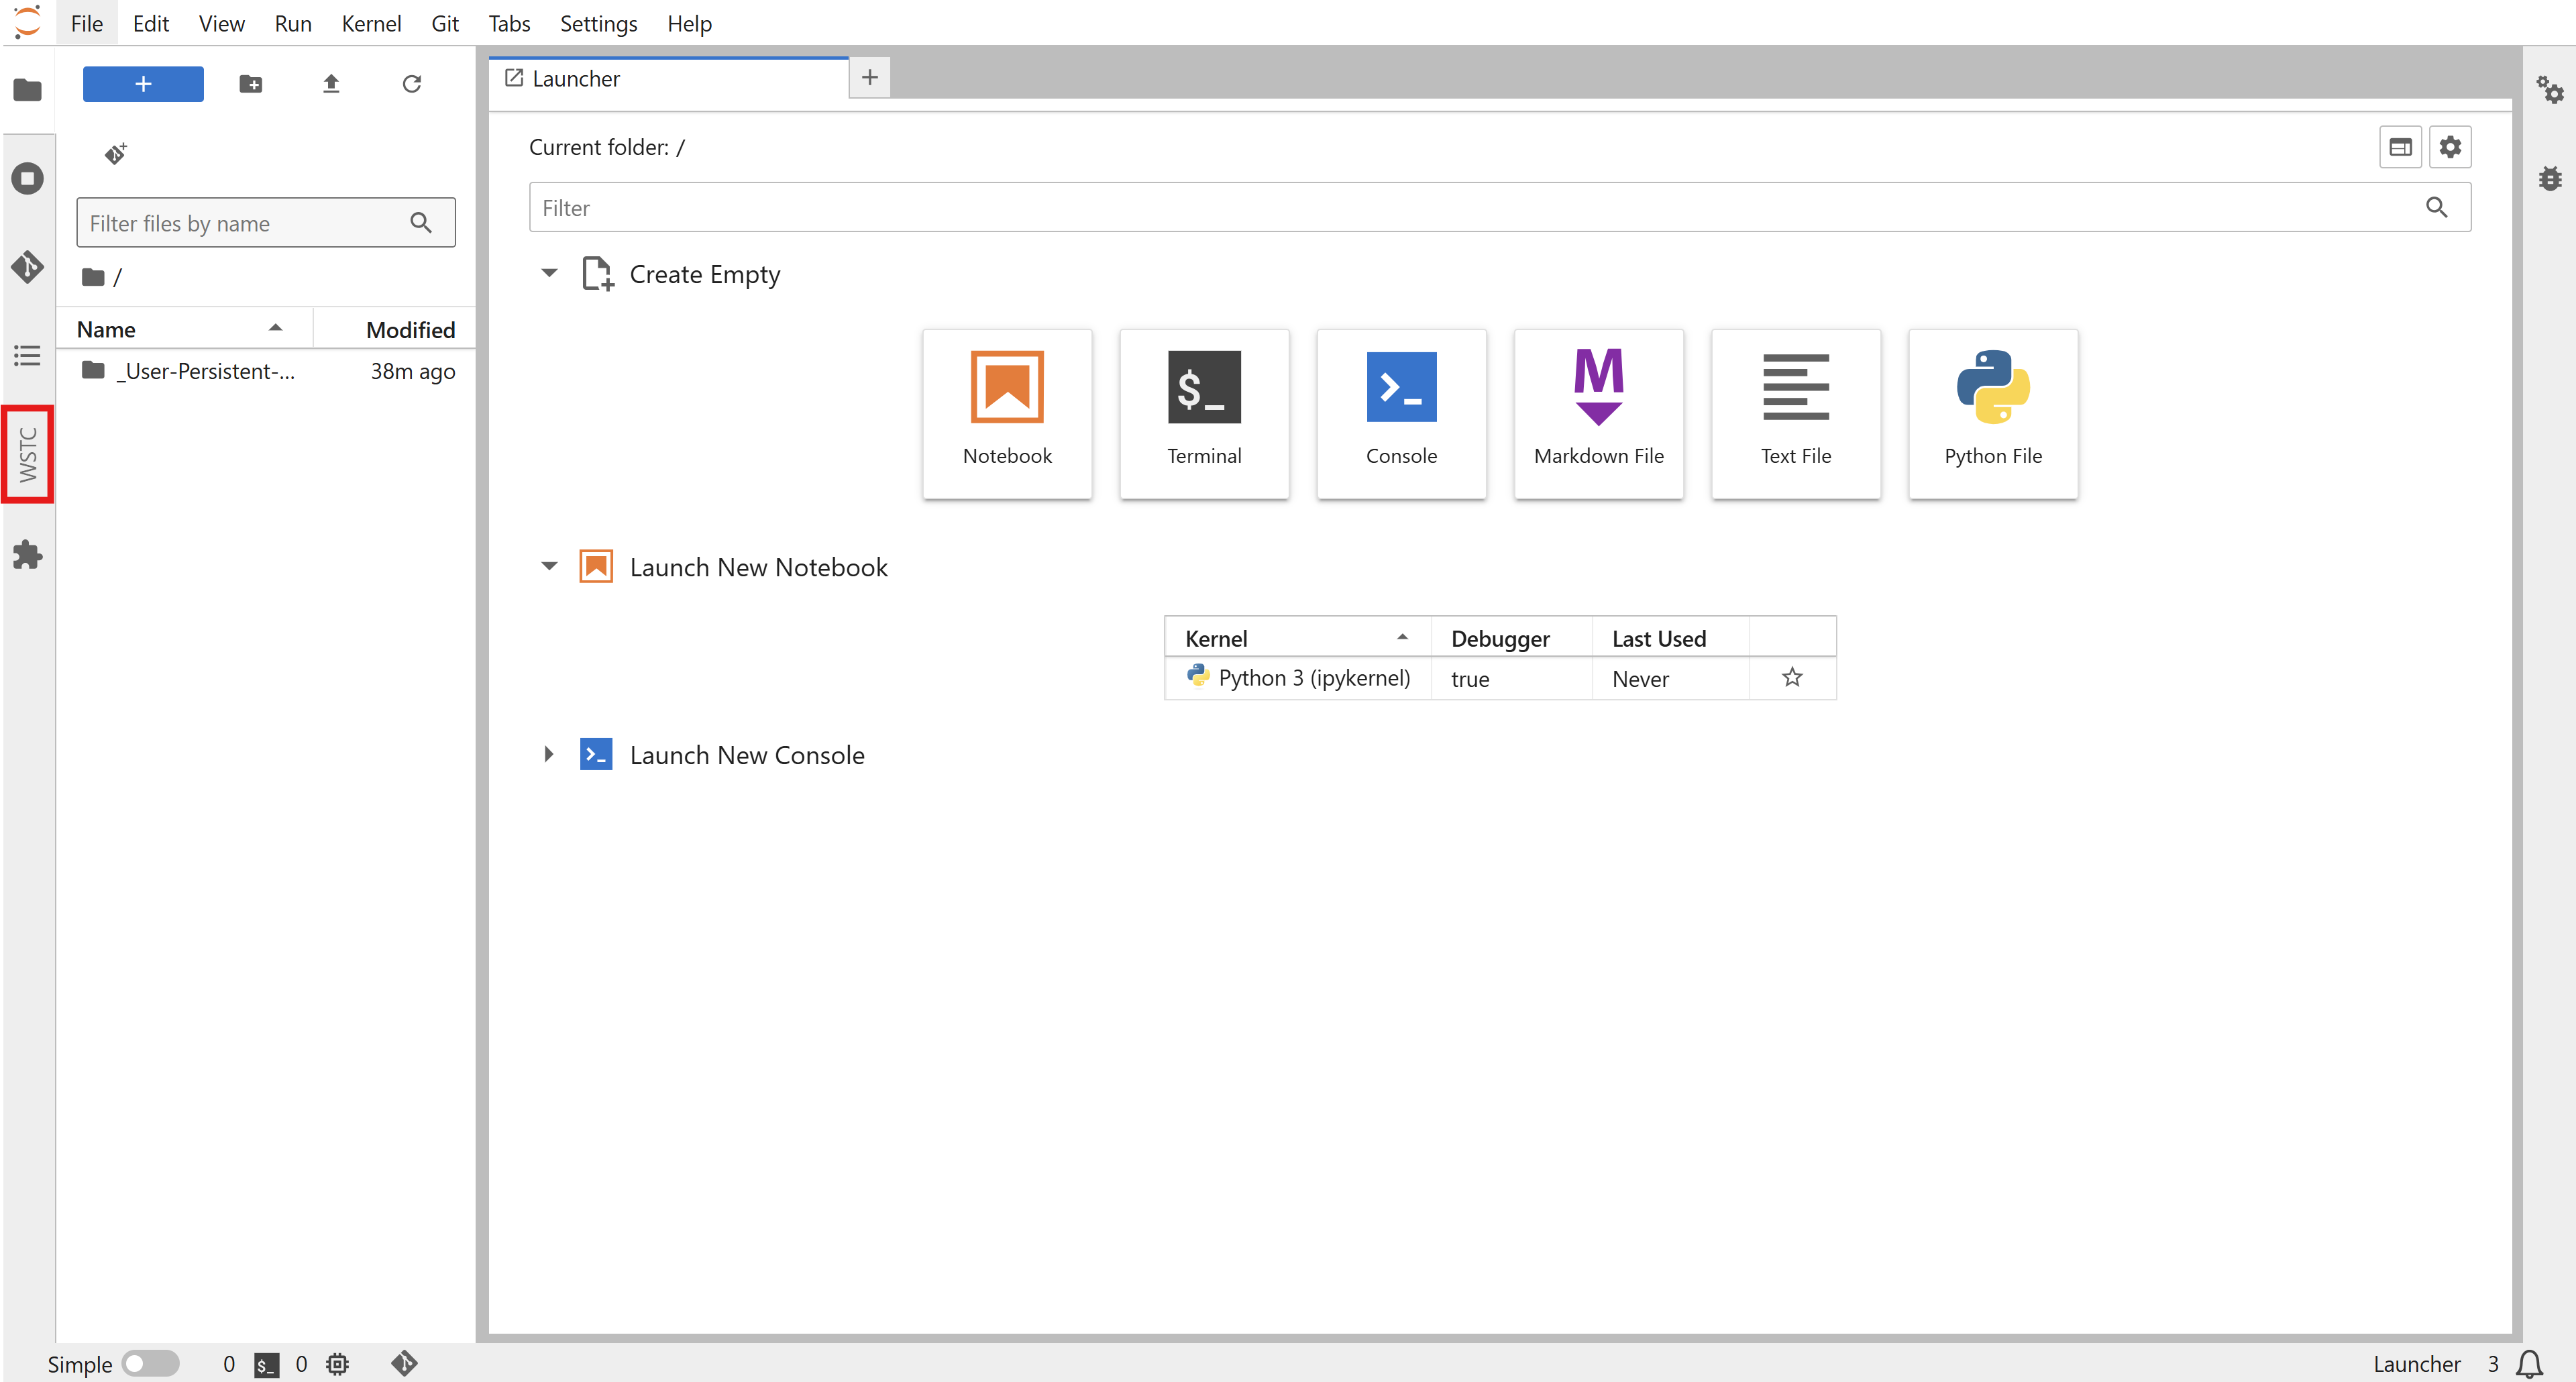 File Edit View Run Kernel Git Tabs Settings Help
Launcher
Filter files by name
/
Name Modified
_User-Persistent-... 38m ago
WSTC
Current folder: /
Filter
Create Empty
$_ >_ M
Notebook Terminal Console Markdown File Text File Python File
Launch New Notebook
Kernel Debugger Last Used
Python 3 (ipykernel) true Never
>_ Launch New Console
Simple 0 $_ 0 Launcher 3